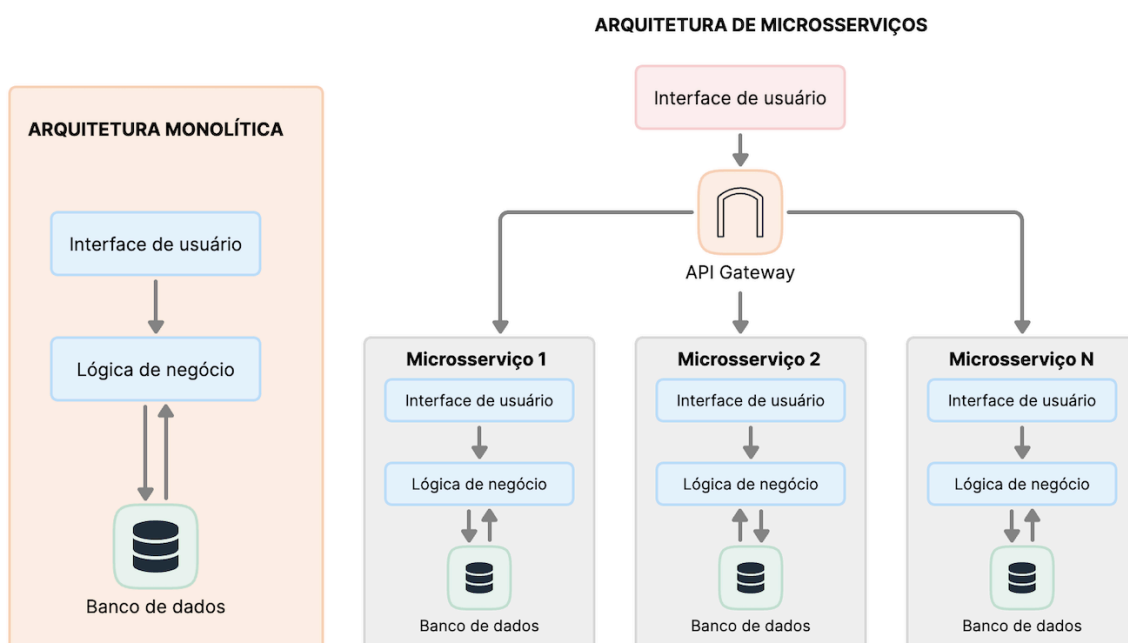 ARQUITETURA MONOLÍTICA
Interface de usuário
Lógica de negócio
Banco de dados
ARQUITETURA DE MICROSSERVIÇOS
Interface de usuário
API Gateway
Microsserviço 1
Interface de usuário
Lógica de negócio
Banco de dados
Microsserviço 2
Interface de usuário
Lógica de negócio
Banco de dados
Microsserviço N
Interface de usuário
Lógica de negócio
Banco de dados